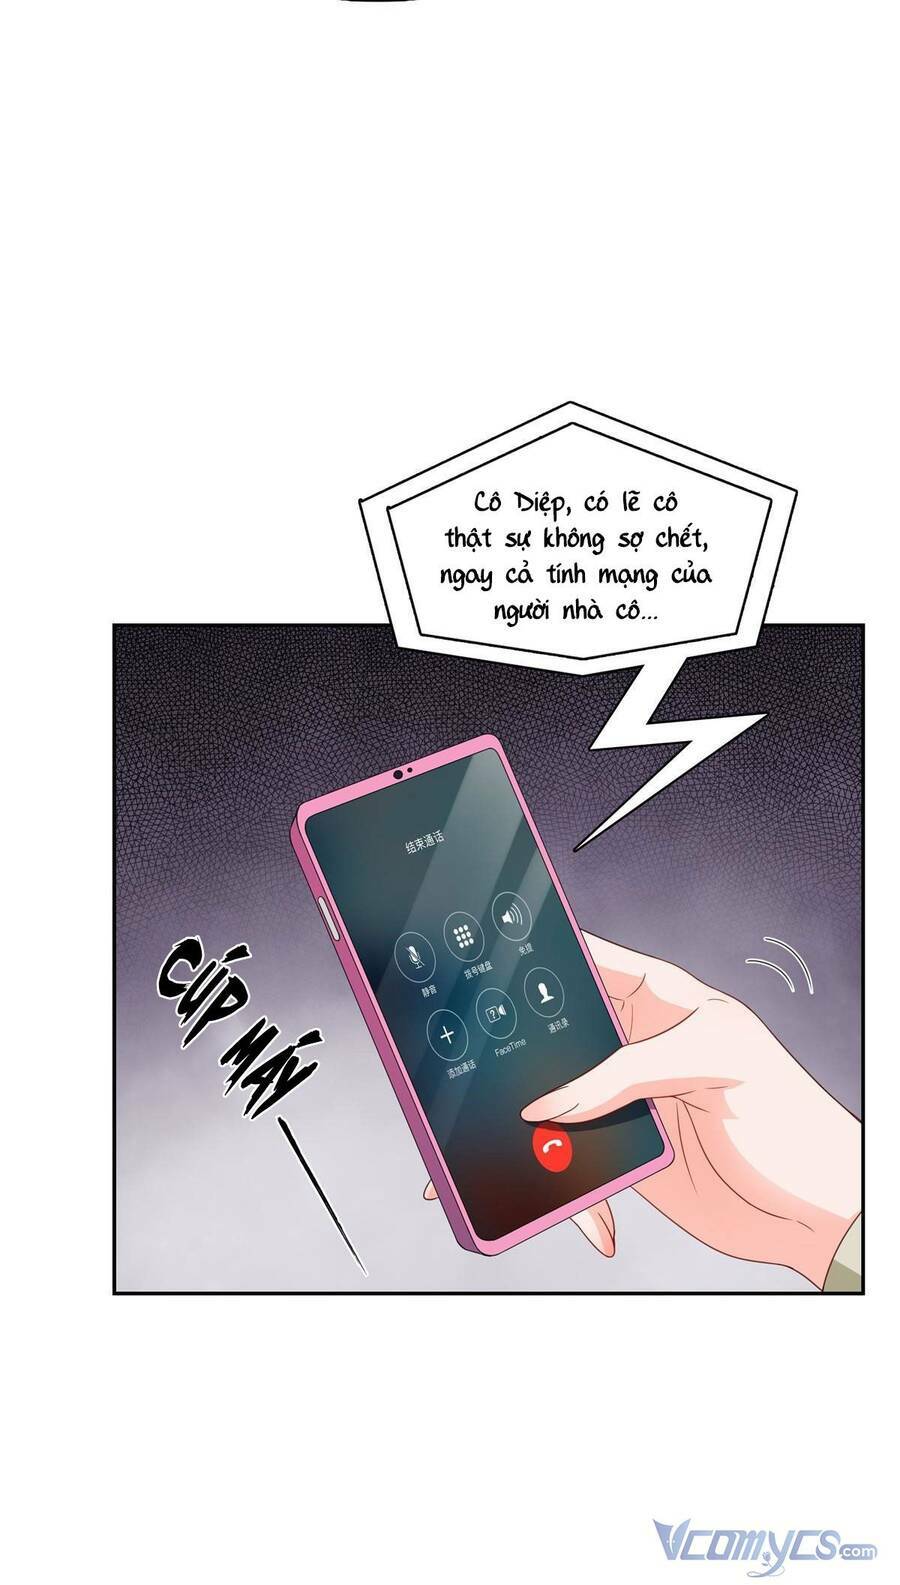 Cô Diệp, có lẽ cô
thật sự không sợ chết,
ngay cả tính mạng của
người nhà cô...
结束通话
静音
拨号键盘
免提
添加通话
FaceTime
通讯录
CÚP MÁY
Vcomycs.com